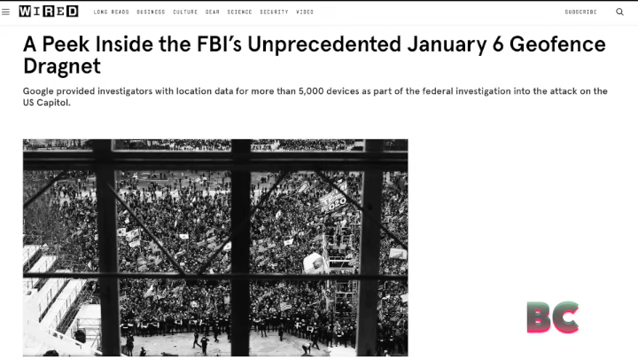 WIRED
LONG READS BUSINESS CULTURE GEAR SCIENCE SECURITY VIDEO
SUBSCRIBE
A Peek Inside the FBI’s Unprecedented January 6 Geofence
Dragnet
Google provided investigators with location data for more than 5,000 devices as part of the federal investigation into the attack on the
US Capitol.
BC